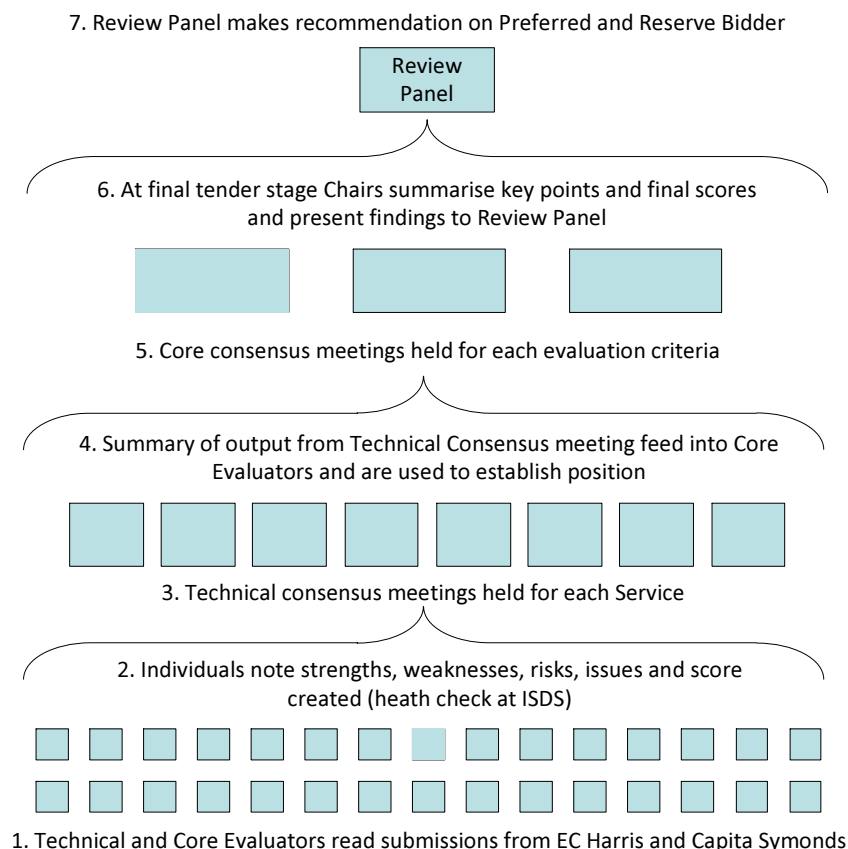 7. Review Panel makes recommendation on Preferred and Reserve Bidder
Review
Panel
6. At final tender stage Chairs summarise key points and final scores
and present findings to Review Panel
5. Core consensus meetings held for each evaluation criteria
4. Summary of output from Technical Consensus meeting feed into Core
Evaluators and are used to establish position
3. Technical consensus meetings held for each Service
2. Individuals note strengths, weaknesses, risks, issues and score
created (heath check at ISDS)
1. Technical and Core Evaluators read submissions from EC Harris and Capita Symonds